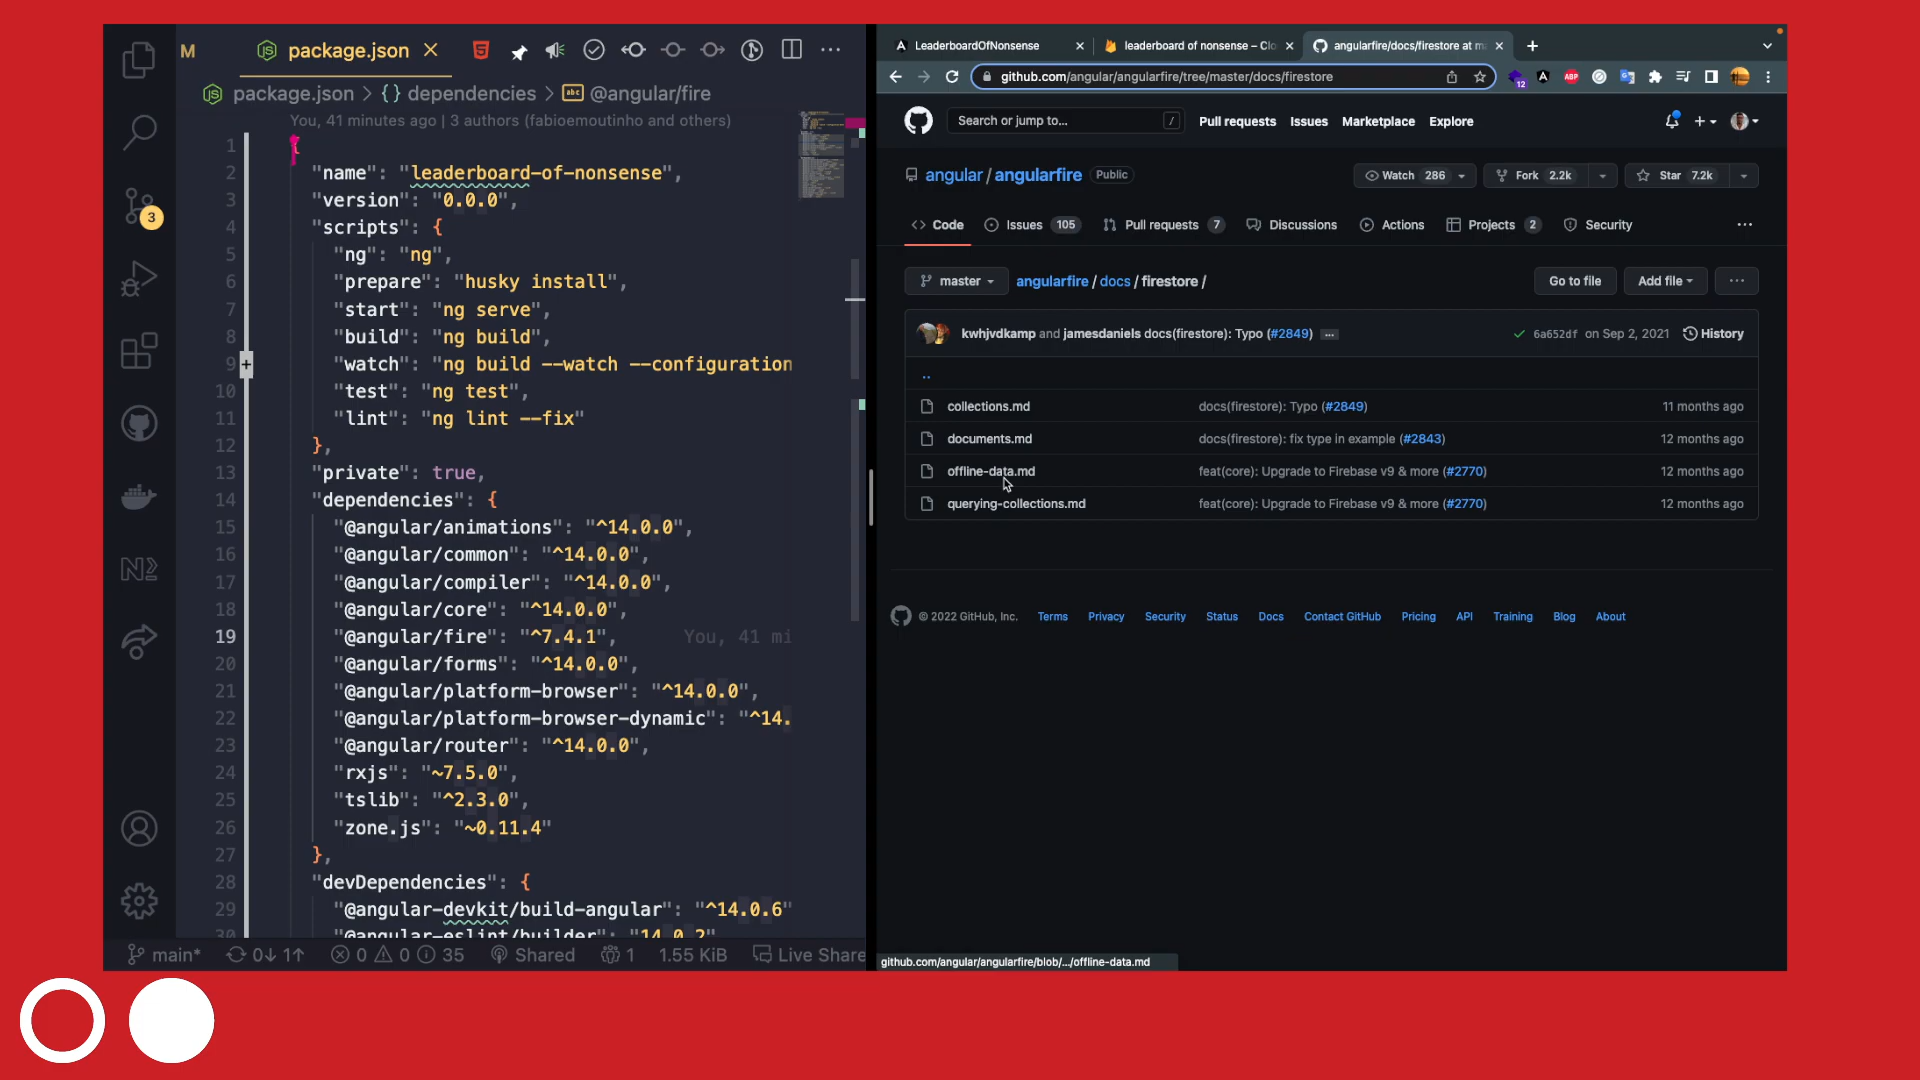 M
package.json
package.json > {} dependencies > abc @angular/fire
You, 41 minutes ago | 3 authors (fabioemoutinho and others)
1 {
2 "name": "leaderboard-of-nonsense",
3 "version": "0.0.0",
4 "scripts": {
5 "ng": "ng",
6 "prepare": "husky install",
7 "start": "ng serve",
8 "build": "ng build",
9 "watch": "ng build --watch --configuration
10 "test": "ng test",
11 "lint": "ng lint --fix"
12 },
13 "private": true,
14 "dependencies": {
15 "@angular/animations": "^14.0.0",
16 "@angular/common": "^14.0.0",
17 "@angular/compiler": "^14.0.0",
18 "@angular/core": "^14.0.0",
19 "@angular/fire": "^7.4.1", You, 41 mi
20 "@angular/forms": "^14.0.0",
21 "@angular/platform-browser": "^14.0.0",
22 "@angular/platform-browser-dynamic": "^14.
23 "@angular/router": "^14.0.0",
24 "rxjs": "~7.5.0",
25 "tslib": "^2.3.0",
26 "zone.js": "~0.11.4"
27 },
28 "devDependencies": {
29 "@angular-devkit/build-angular": "^14.0.6"
30 "@angular-eslint/builder": "14.0.2"
3
main* 0↓ 1↑ 0 0 35 Shared 1 1.55 KiB Live Share
LeaderboardOfNonsense
leaderboard of nonsense – Clo
angularfire/docs/firestore at ma
github.com/angular/angularfire/tree/master/docs/firestore
12
ABP
Search or jump to... /
Pull requests Issues Marketplace Explore
angular / angularfire Public
Watch 286 Fork 2.2k Star 7.2k
Code Issues 105 Pull requests 7 Discussions Actions Projects 2 Security
master angularfire / docs / firestore / Go to file Add file
kwhjvdkamp and jamesdaniels docs(firestore): Typo (#2849) 6a652df on Sep 2, 2021 History
..
collections.md docs(firestore): Typo (#2849) 11 months ago
documents.md docs(firestore): fix type in example (#2843) 12 months ago
offline-data.md feat(core): Upgrade to Firebase v9 & more (#2770) 12 months ago
querying-collections.md feat(core): Upgrade to Firebase v9 & more (#2770) 12 months ago
© 2022 GitHub, Inc. Terms Privacy Security Status Docs Contact GitHub Pricing API Training Blog About
github.com/angular/angularfire/blob/.../offline-data.md